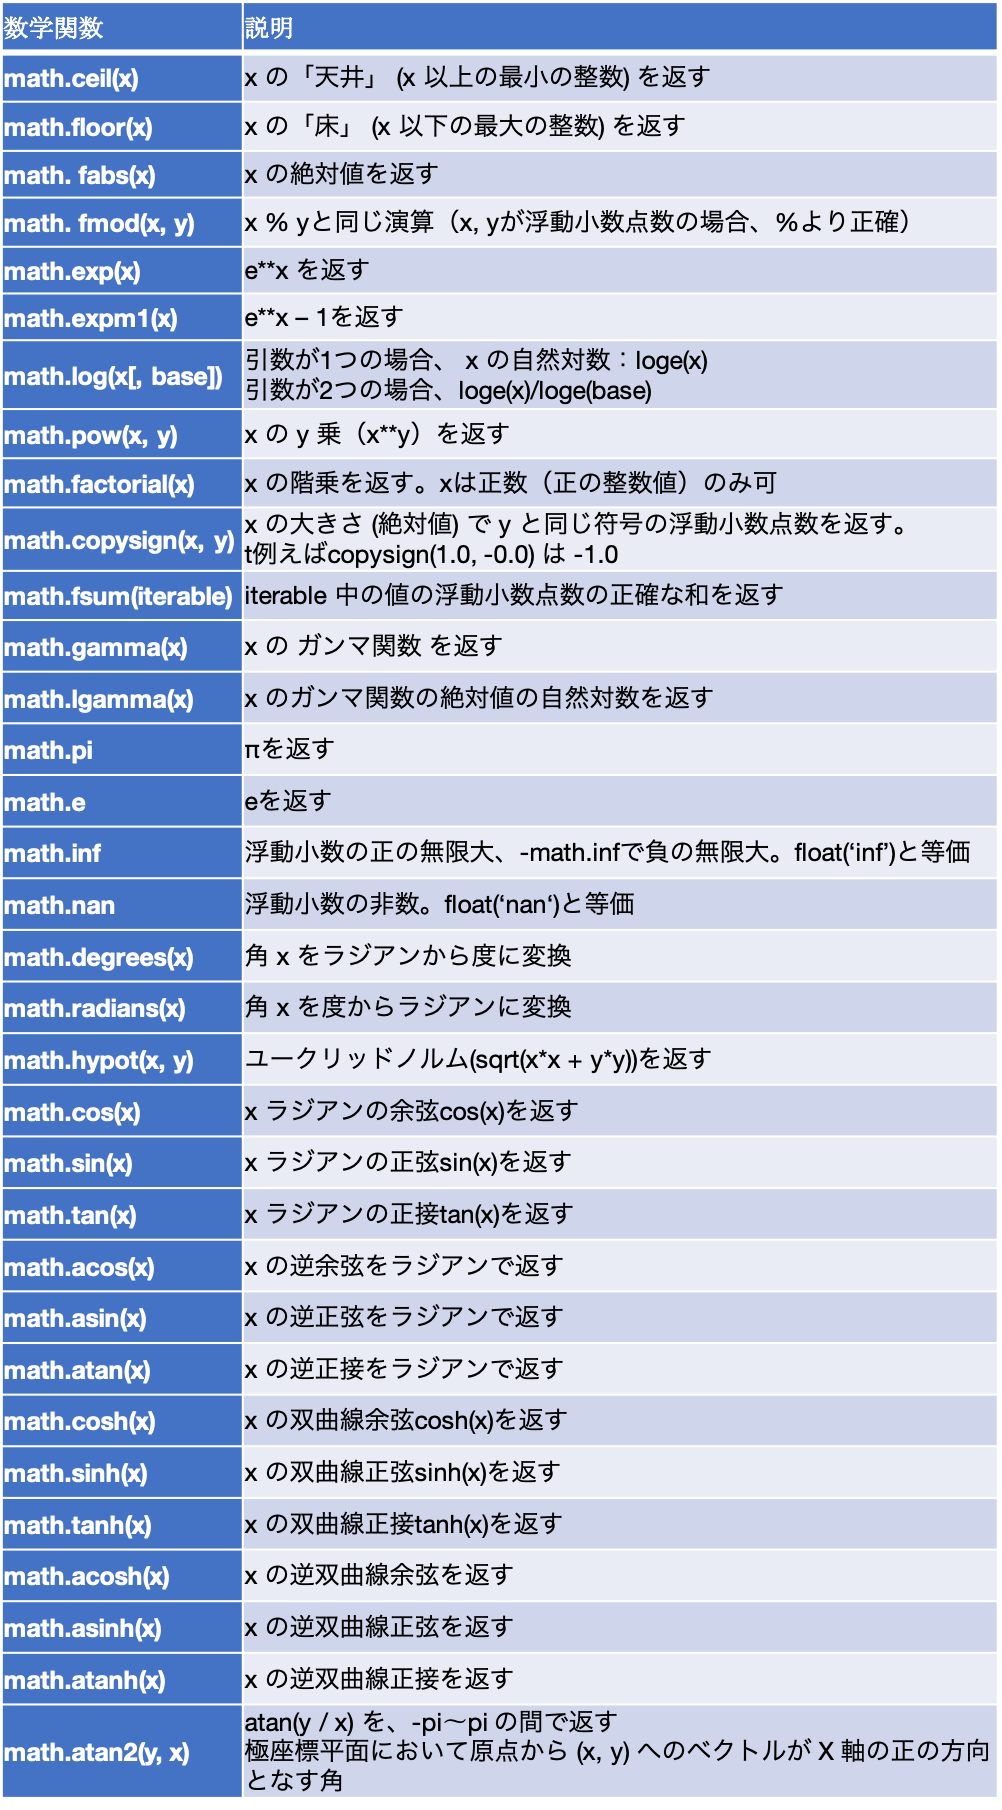 数学関数 説明
math.ceil(x) x の「天井」 (x 以上の最小の整数) を返す
math.floor(x) x の「床」 (x 以下の最大の整数) を返す
math. fabs(x) x の絶対値を返す
math. fmod(x, y) x % yと同じ演算（x, yが浮動小数点数の場合、%より正確）
math.exp(x) e**x を返す
math.expm1(x) e**x – 1を返す
math.log(x[, base]) 引数が1つの場合、 x の自然対数：loge(x)
引数が2つの場合、loge(x)/loge(base)
math.pow(x, y) x の y 乗（x**y）を返す
math.factorial(x) x の階乗を返す。xは正数（正の整数値）のみ可
math.copysign(x, y) x の大きさ (絶対値) で y と同じ符号の浮動小数点数を返す。
t例えばcopysign(1.0, -0.0) は -1.0
math.fsum(iterable) iterable 中の値の浮動小数点数の正確な和を返す
math.gamma(x) x の ガンマ関数 を返す
math.lgamma(x) x のガンマ関数の絶対値の自然対数を返す
math.pi πを返す
math.e eを返す
math.inf 浮動小数の正の無限大、-math.infで負の無限大。float(‘inf’)と等価
math.nan 浮動小数の非数。float(‘nan‘)と等価
math.degrees(x) 角 x をラジアンから度に変換
math.radians(x) 角 x を度からラジアンに変換
math.hypot(x, y) ユークリッドノルム(sqrt(x*x + y*y))を返す
math.cos(x) x ラジアンの余弦cos(x)を返す
math.sin(x) x ラジアンの正弦sin(x)を返す
math.tan(x) x ラジアンの正接tan(x)を返す
math.acos(x) x の逆余弦をラジアンで返す
math.asin(x) x の逆正弦をラジアンで返す
math.atan(x) x の逆正接をラジアンで返す
math.cosh(x) x の双曲線余弦cosh(x)を返す
math.sinh(x) x の双曲線正弦sinh(x)を返す
math.tanh(x) x の双曲線正接tanh(x)を返す
math.acosh(x) x の逆双曲線余弦を返す
math.asinh(x) x の逆双曲線正弦を返す
math.atanh(x) x の逆双曲線正接を返す
math.atan2(y, x) atan(y / x) を、-pi〜pi の間で返す
極座標平面において原点から (x, y) へのベクトルが X 軸の正の方向
となす角